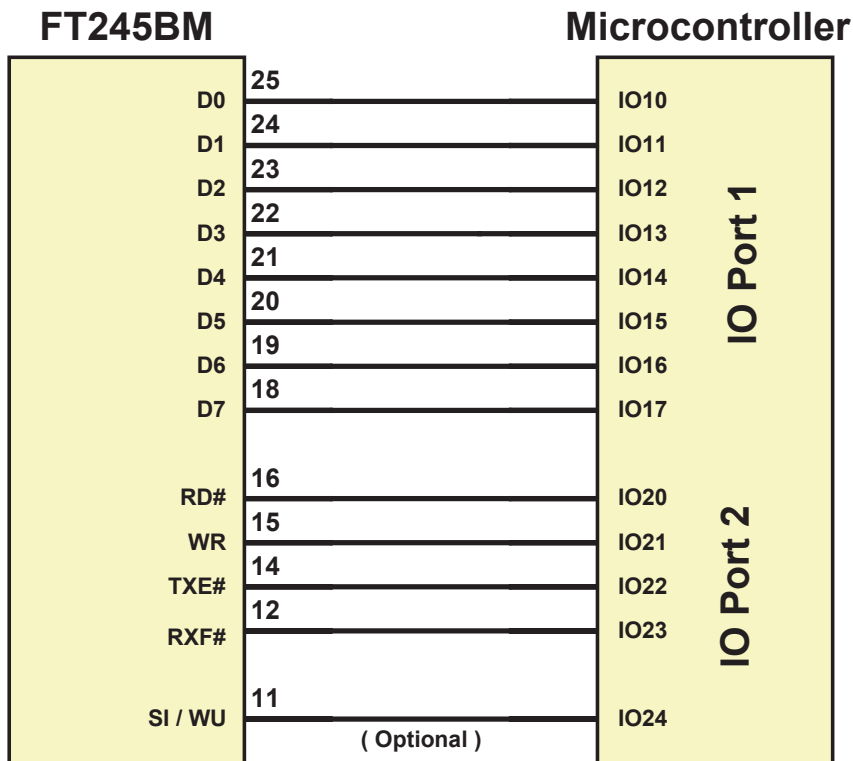 FT245BM Microcontroller
25
D0 IO10
24
D1 IO11
23
D2 IO12
22
D3 IO13
21
D4 IO14
20
D5 IO15
19
D6 IO16
18
D7 IO17
IO Port 1
16
RD# IO20
15
WR IO21
14
TXE# IO22
12
RXF# IO23
IO Port 2
11
SI / WU IO24
( Optional )